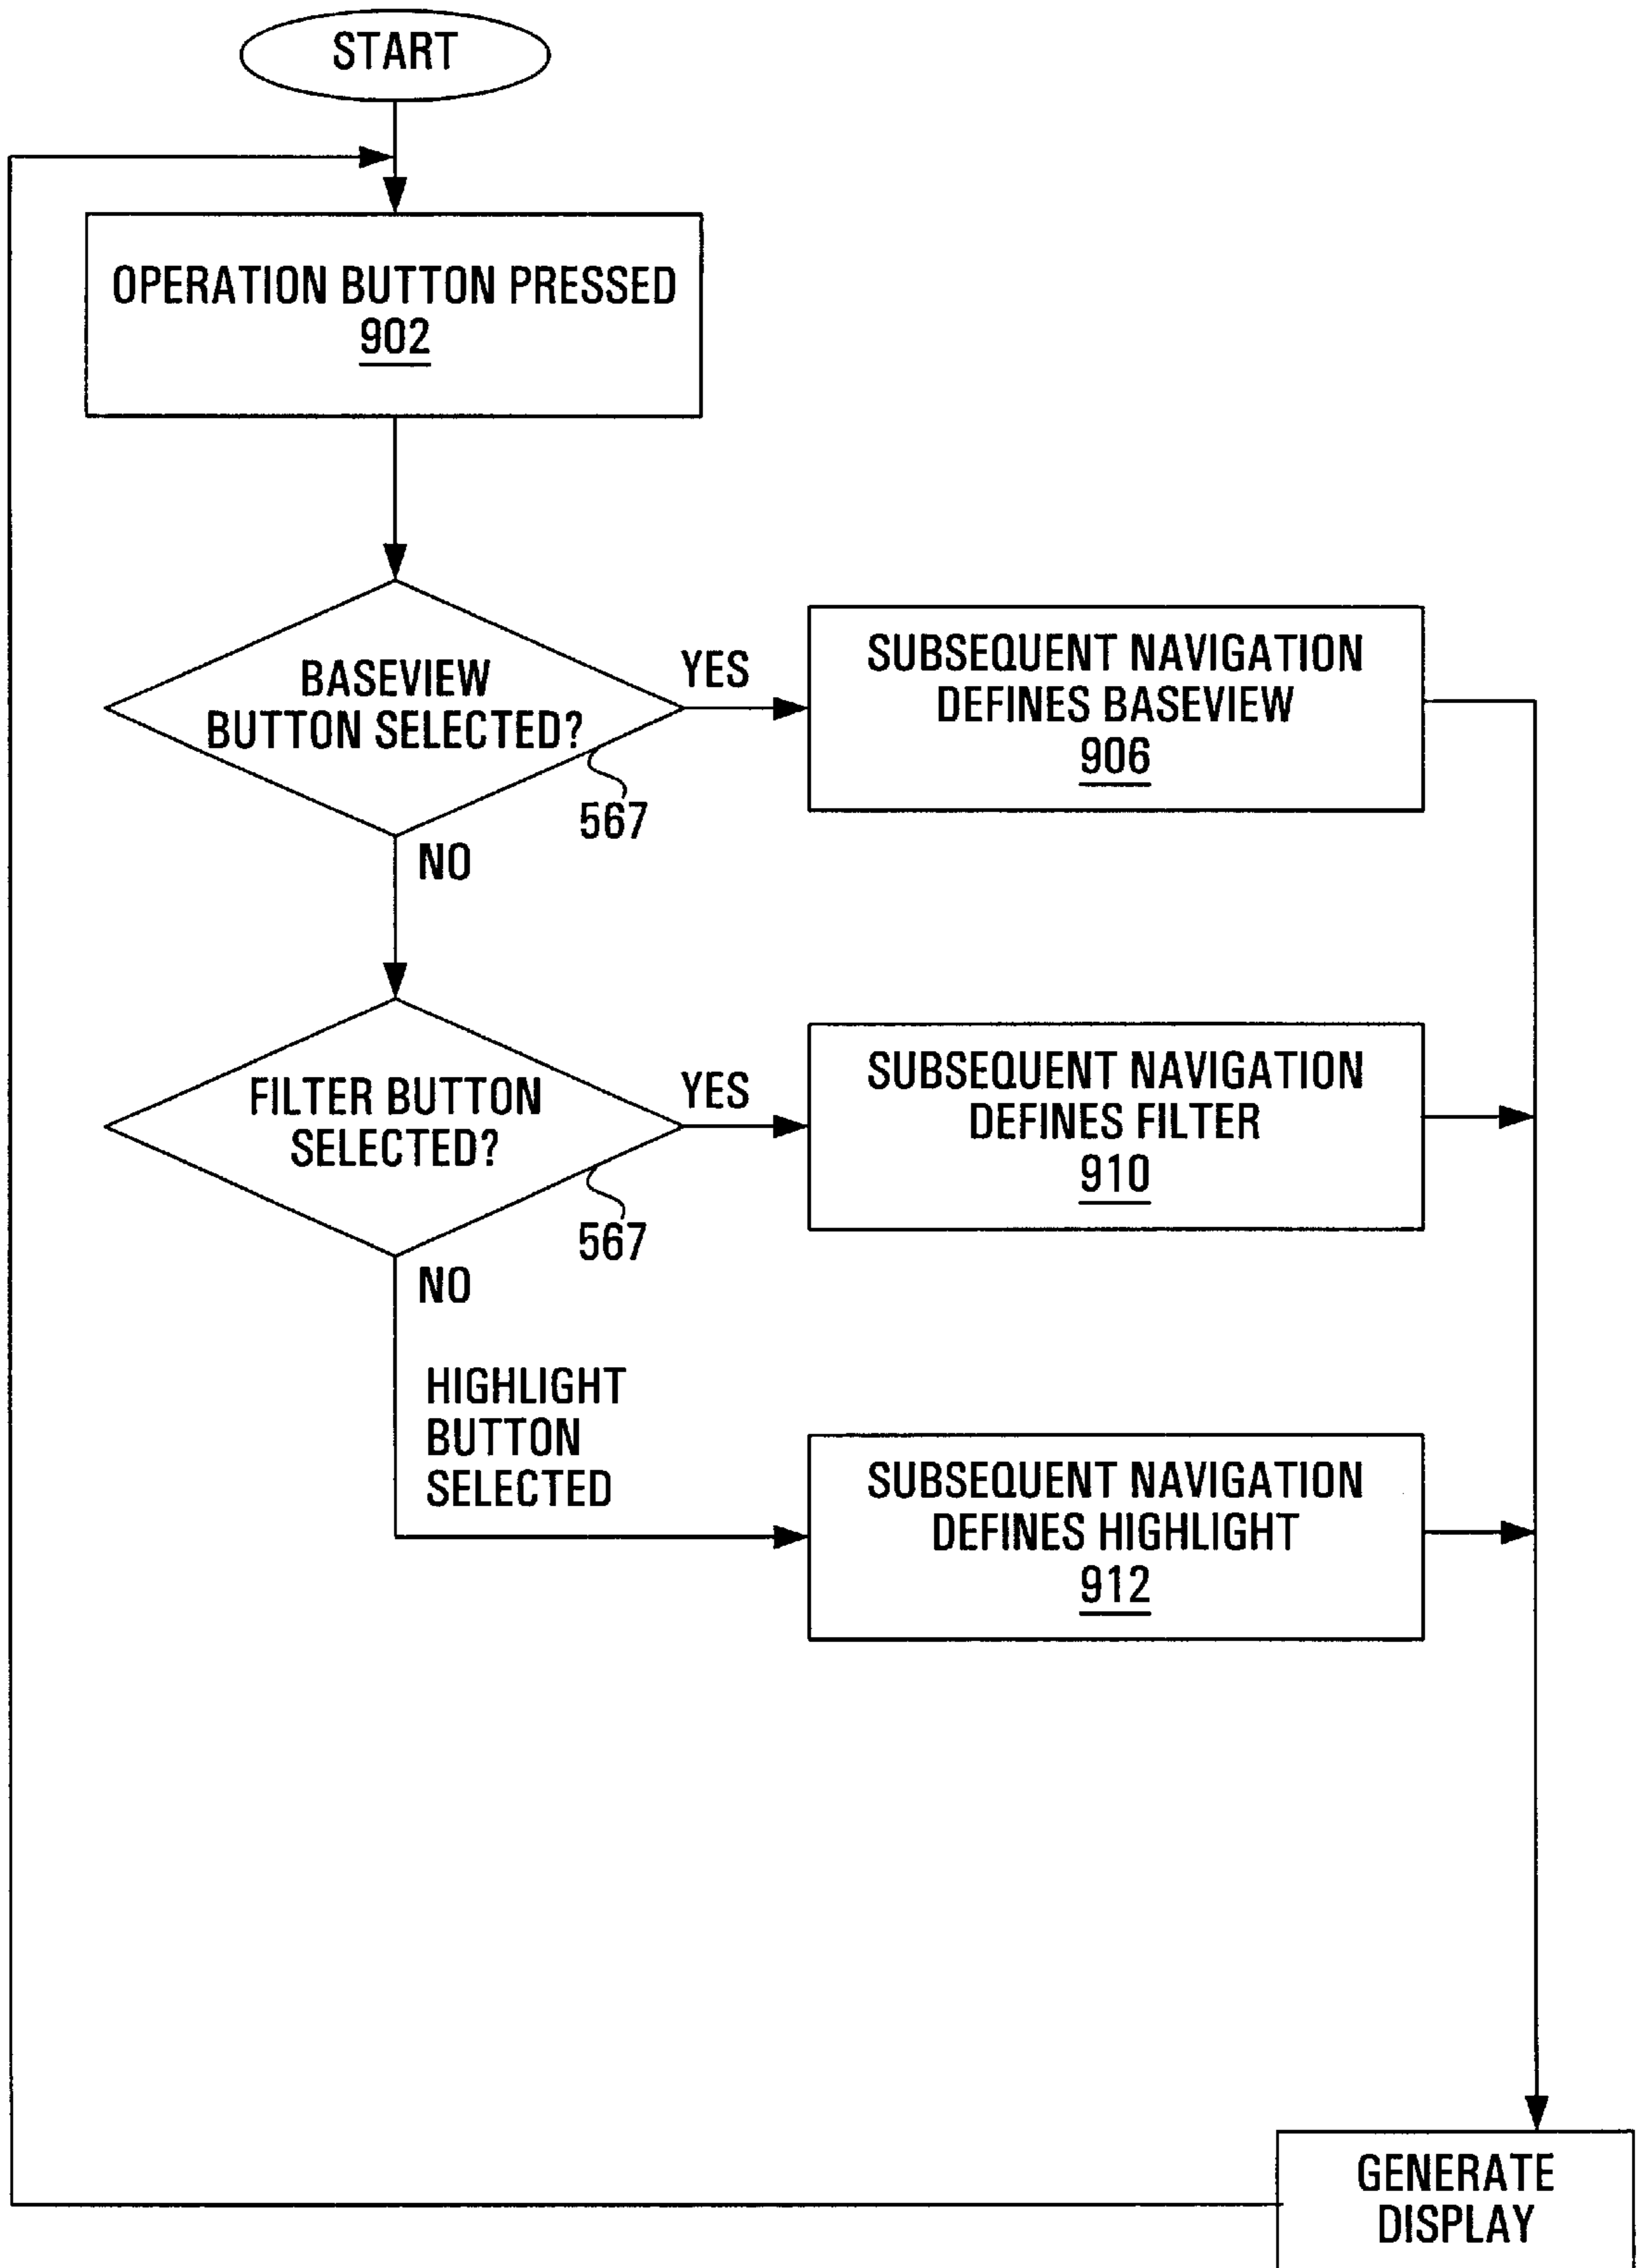 START
OPERATION BUTTON PRESSED
902
BASEVIEW
BUTTON SELECTED?
YES
567
NO
SUBSEQUENT NAVIGATION
DEFINES BASEVIEW
906
FILTER BUTTON
SELECTED?
YES
567
NO
SUBSEQUENT NAVIGATION
DEFINES FILTER
910
HIGHLIGHT
BUTTON
SELECTED
SUBSEQUENT NAVIGATION
DEFINES HIGHLIGHT
912
GENERATE
DISPLAY